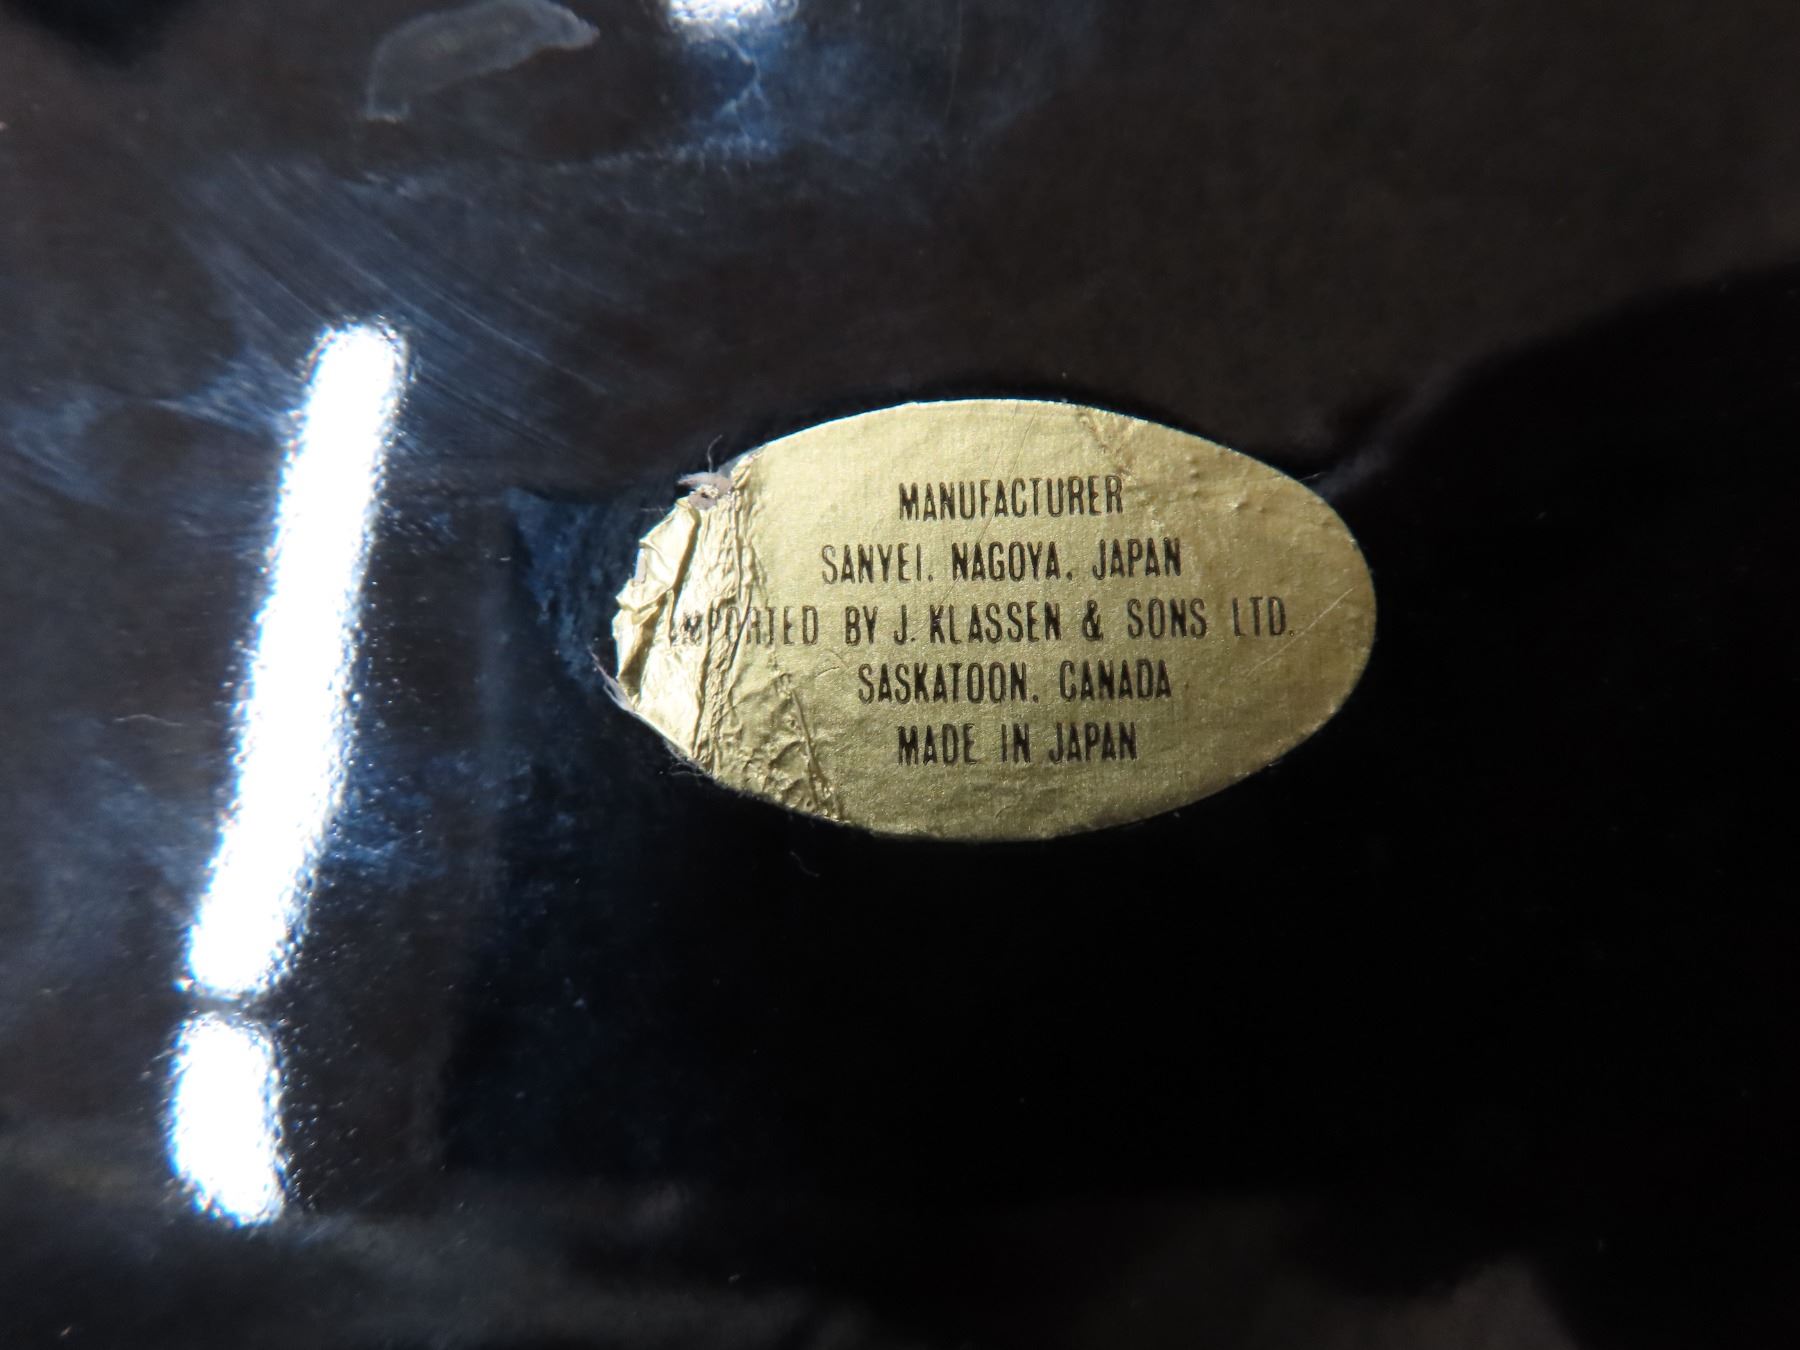 MANUFACTURER
SANYEI. NAGOYA. JAPAN
IMPORTED BY J. KLASSEN & SONS LTD.
SASKATOON. CANADA
MADE IN JAPAN